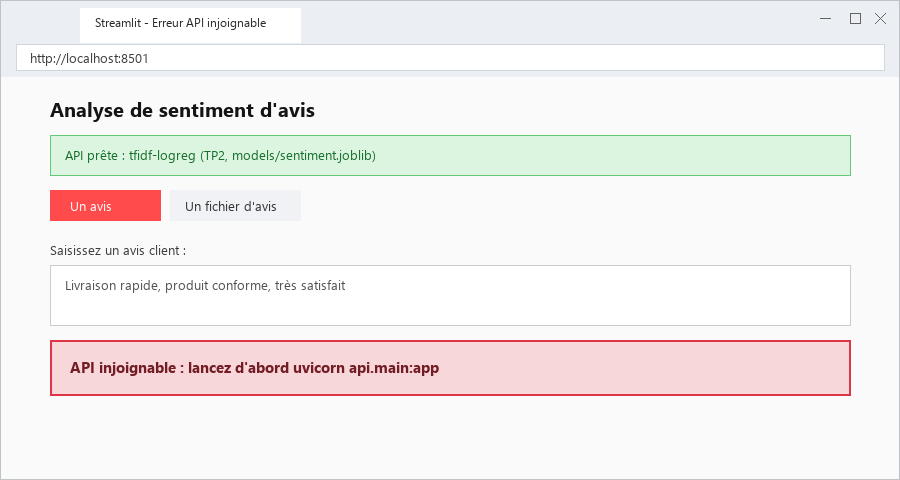 Streamlit - Erreur API injoignable
http://localhost:8501
Analyse de sentiment d'avis
API prête : tfidf-logreg (TP2, models/sentiment.joblib)
Un avis
Un fichier d'avis
Saisissez un avis client :
Livraison rapide, produit conforme, très satisfait
API injoignable : lancez d'abord uvicorn api.main:app